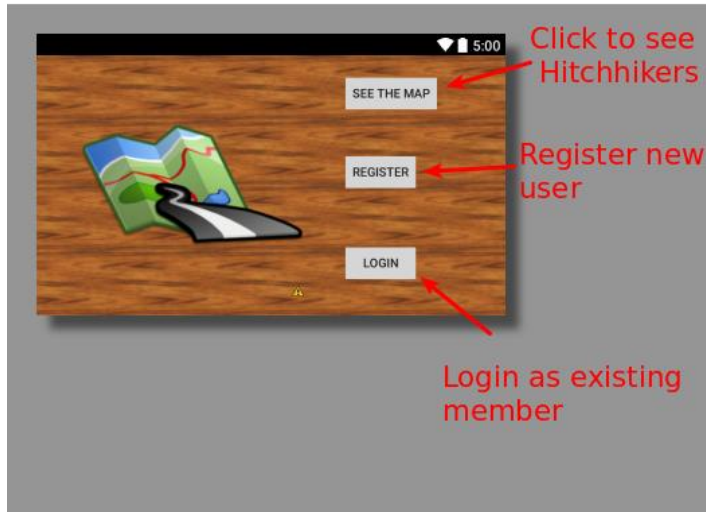 5:00
Click to see
Hitchhikers
SEE THE MAP
Register new
user
REGISTER
LOGIN
Login as existing
member